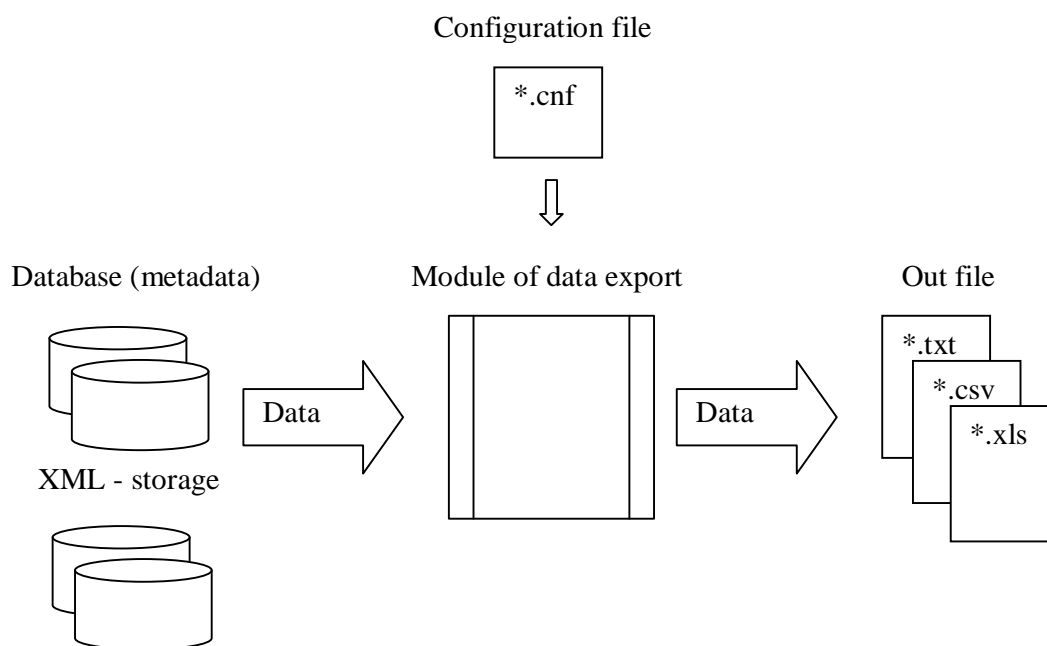 Configuration file
*.cnf
Database (metadata)
Module of data export
Out file
*.txt
*.csv
*.xls
Data
Data
XML - storage